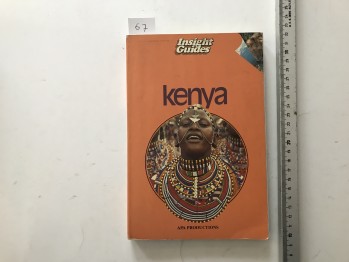 67
Insight
Guides
kenya
APA PRODUCTIONS